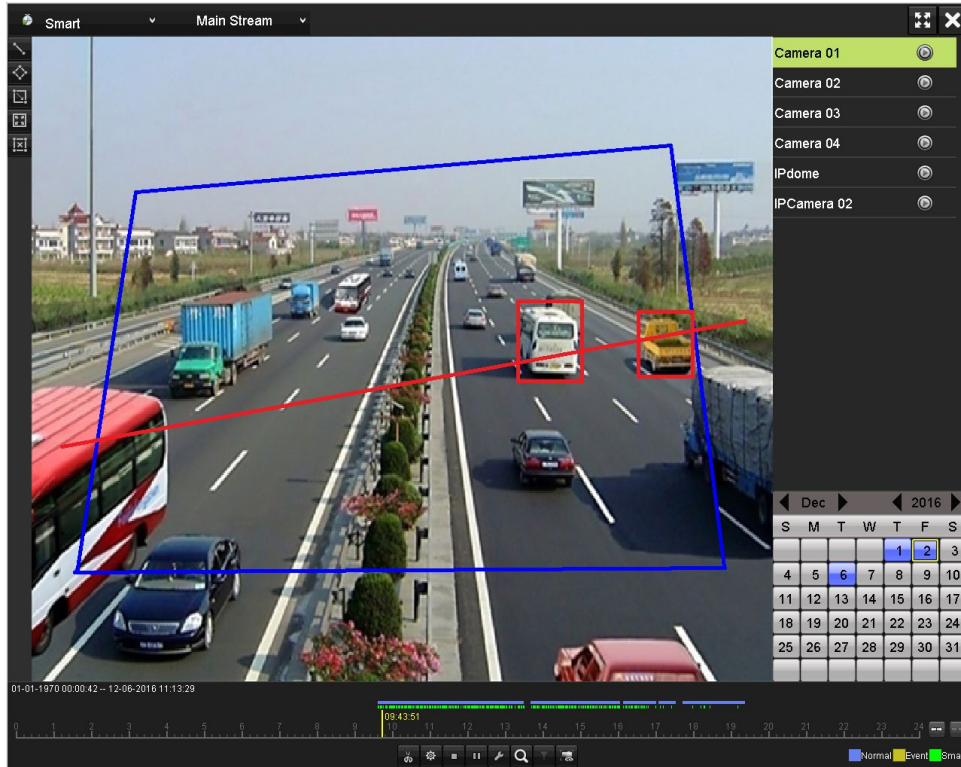 Smart
Main Stream
Camera 01
Camera 02
Camera 03
Camera 04
IPdome
IPCamera 02
Dec 2016
S M T W T F S
1 2 3
4 5 6 7 8 9 10
11 12 13 14 15 16 17
18 19 20 21 22 23 24
25 26 27 28 29 30 31
01-01-1970 00:00:42 -- 12-06-2016 11:13:29
09:43:51
0 1 2 3 4 5 6 7 8 9 10 11 12 13 14 15 16 17 18 19 20 21 22 23 24
Normal Event Sma